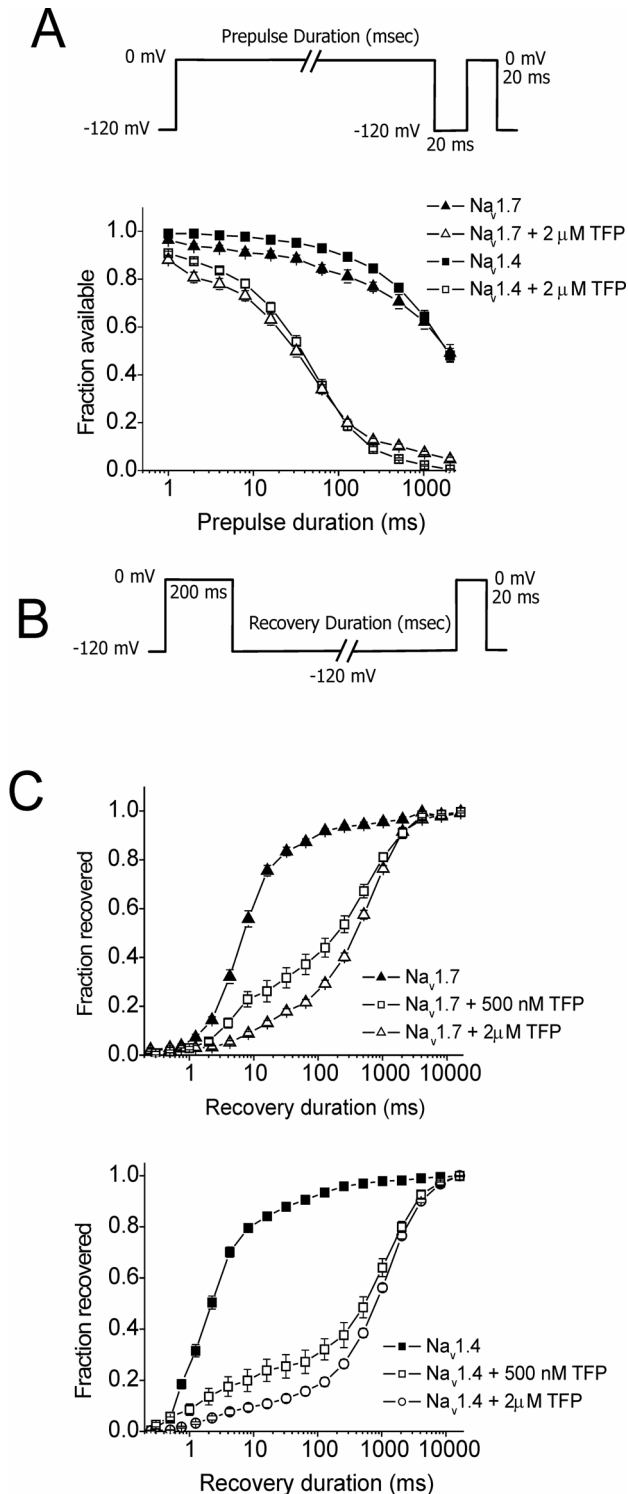 A
Prepulse Duration (msec)
0 mV
0 mV
20 ms
-120 mV
-120 mV
20 ms
Nav1.7
Nav1.7 + 2 μM TFP
Nav1.4
Nav1.4 + 2 μM TFP
1.0
0.8
0.6
0.4
0.2
0.0
Fraction available
1 10 100 1000
Prepulse duration (ms)
B
0 mV
200 ms
0 mV
20 ms
Recovery Duration (msec)
-120 mV
-120 mV
C
1.0
0.8
0.6
0.4
0.2
0.0
Fraction recovered
Nav1.7
Nav1.7 + 500 nM TFP
Nav1.7 + 2μM TFP
1 10 100 1000 10000
Recovery duration (ms)
1.0
0.8
0.6
0.4
0.2
0.0
Fraction recovered
Nav1.4
Nav1.4 + 500 nM TFP
Nav1.4 + 2μM TFP
1 10 100 1000 10000
Recovery duration (ms)